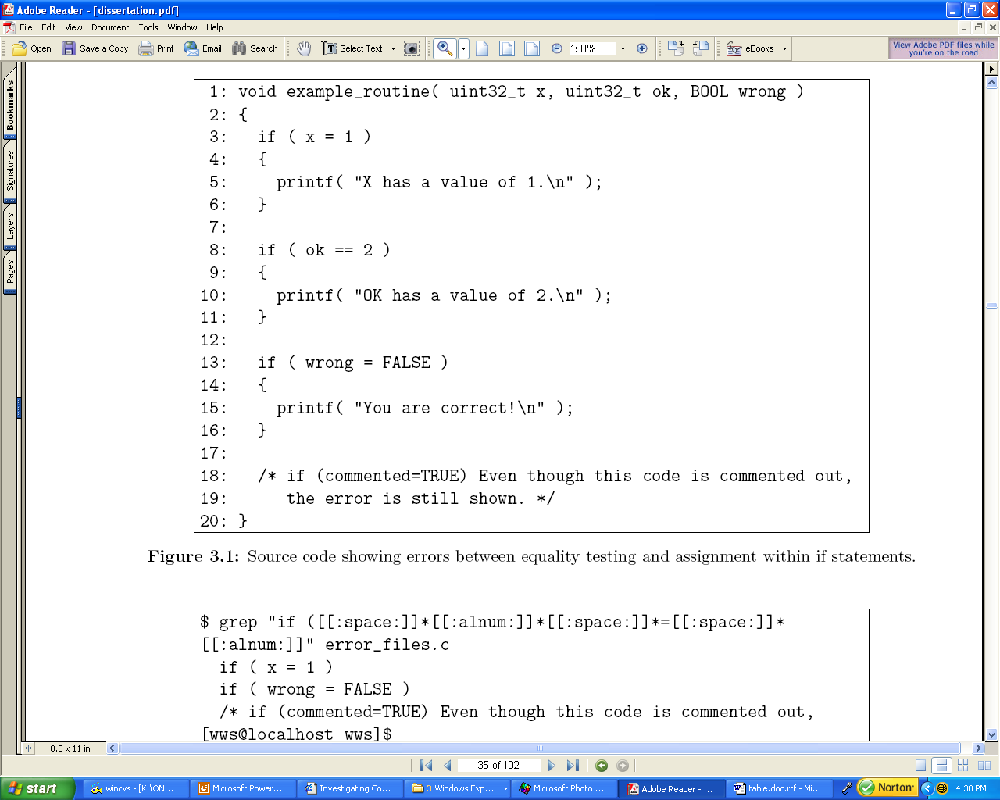 Adobe Reader - [dissertation.pdf]
File Edit View Document Tools Window Help
Open Save a Copy Print Email Search Select Text 150% eBooks
View Adobe PDF files while
you're on the road
Bookmarks
Signatures
Layers
Pages
1: void example_routine( uint32_t x, uint32_t ok, BOOL wrong )
2: {
3:   if ( x = 1 )
4:   {
5:     printf( "X has a value of 1.\n" );
6:   }
7:
8:   if ( ok == 2 )
9:   {
10:     printf( "OK has a value of 2.\n" );
11:   }
12:
13:   if ( wrong = FALSE )
14:   {
15:     printf( "You are correct!\n" );
16:   }
17:
18:   /* if (commented=TRUE) Even though this code is commented out,
19:      the error is still shown. */
20: }
Figure 3.1: Source code showing errors between equality testing and assignment within if statements.
$ grep "if ([[:space:]]*[[:alnum:]]*[[:space:]]*=[[:space:]]*
[[:alnum:]]" error_files.c
  if ( x = 1 )
  if ( wrong = FALSE )
  /* if (commented=TRUE) Even though this code is commented out,
[wws@localhost wws]$
8.5 x 11 in
35 of 102
start wincvs - [K:\ON... Microsoft Power... Investigating Co... 3 Windows Exp... Microsoft Photo ... Adobe Reader - ... table.doc.rtf - Mi... Norton 4:30 PM